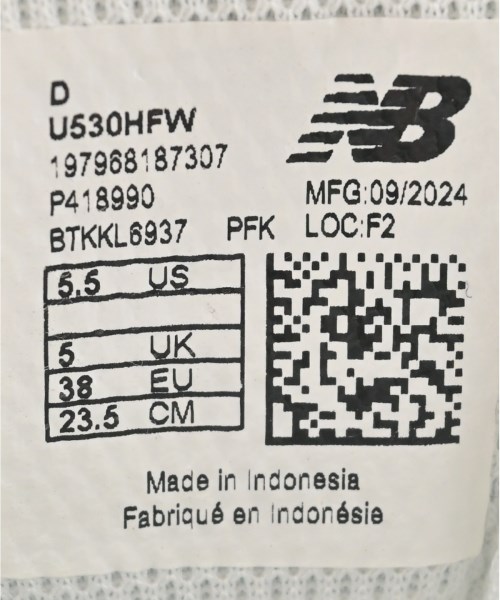 D
U530HFW
197968187307
P418990
BTKKL6937 PFK
NB
MFG:09/2024
LOC:F2
5.5 US
5 UK
38 EU
23.5 CM
Made in Indonesia
Fabriqué en Indonésie